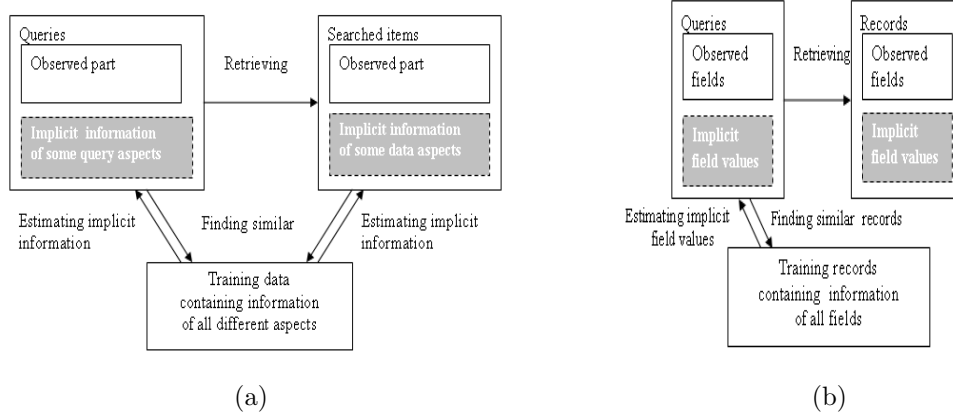 Queries
Observed part
Implicit information
of some query aspects
Retrieving
Searched items
Observed part
Implicit information
of some data aspects
Estimating implicit
information
Finding similar
Estimating implicit
information
Training data
containing information
of all different aspects
(a)
Queries
Observed
fields
Implicit
field values
Retrieving
Records
Observed
fields
Implicit
field values
Estimating implicit
field values
Finding similar records
Training records
containing information
of all fields
(b)